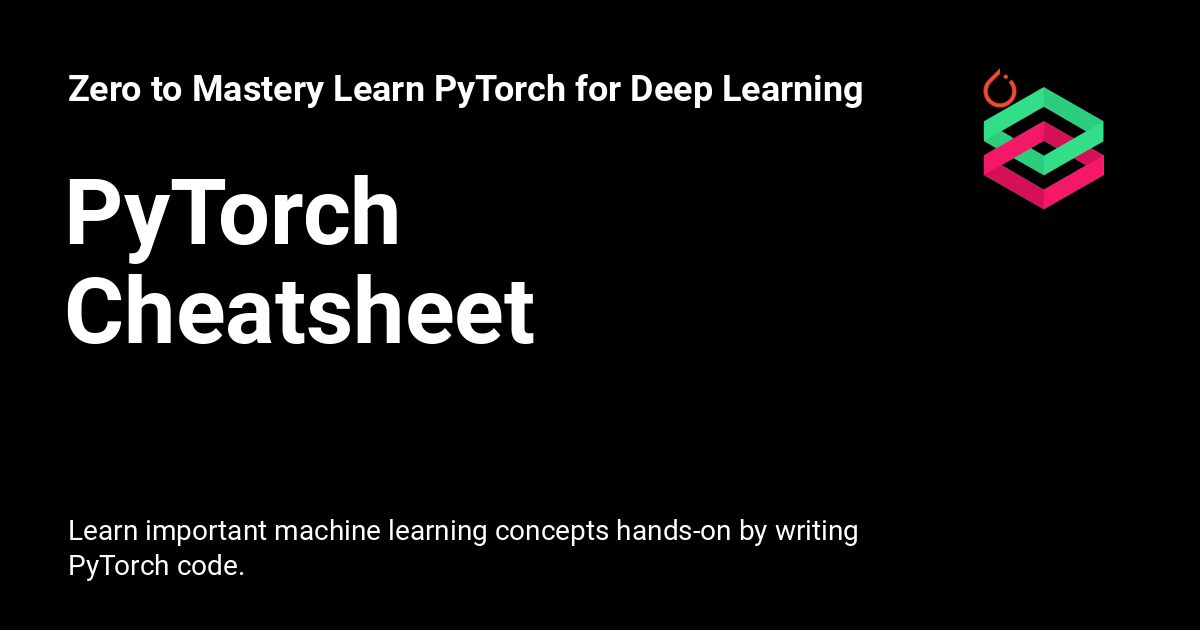 Zero to Mastery Learn PyTorch for Deep Learning
PyTorch
Cheatsheet
Learn important machine learning concepts hands-on by writing
PyTorch code.